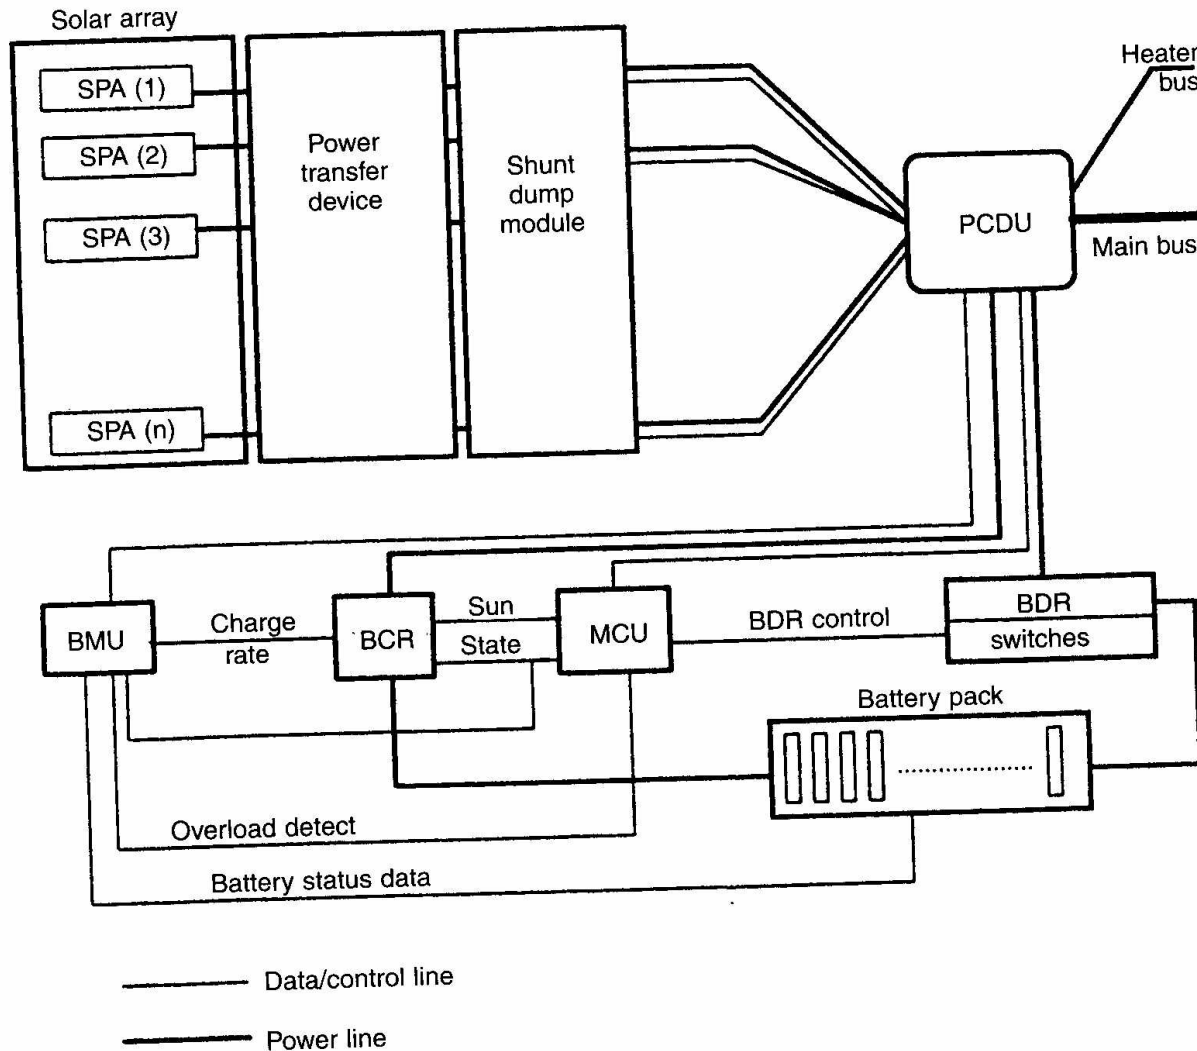 Solar array
SPA (1)
SPA (2)
SPA (3)
SPA (n)
Power
transfer
device
Shunt
dump
module
PCDU
Heater
bus
Main bus
BMU
Charge
rate
BCR
Sun
State
MCU
BDR control
BDR
switches
Battery pack
Overload detect
Battery status data
Data/control line
Power line